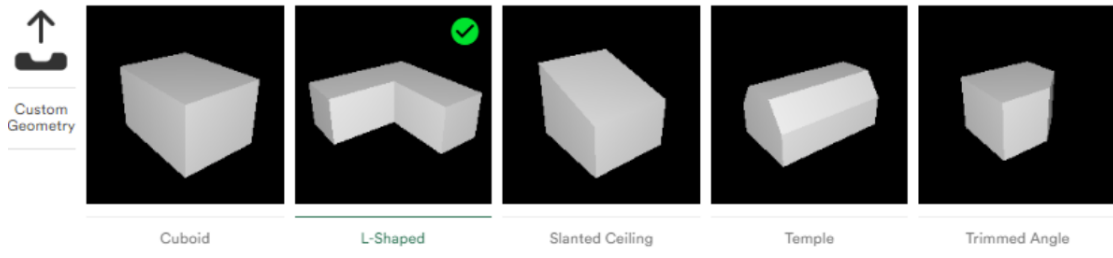 Custom
Geometry
Cuboid
L-Shaped
Slanted Ceiling
Temple
Trimmed Angle